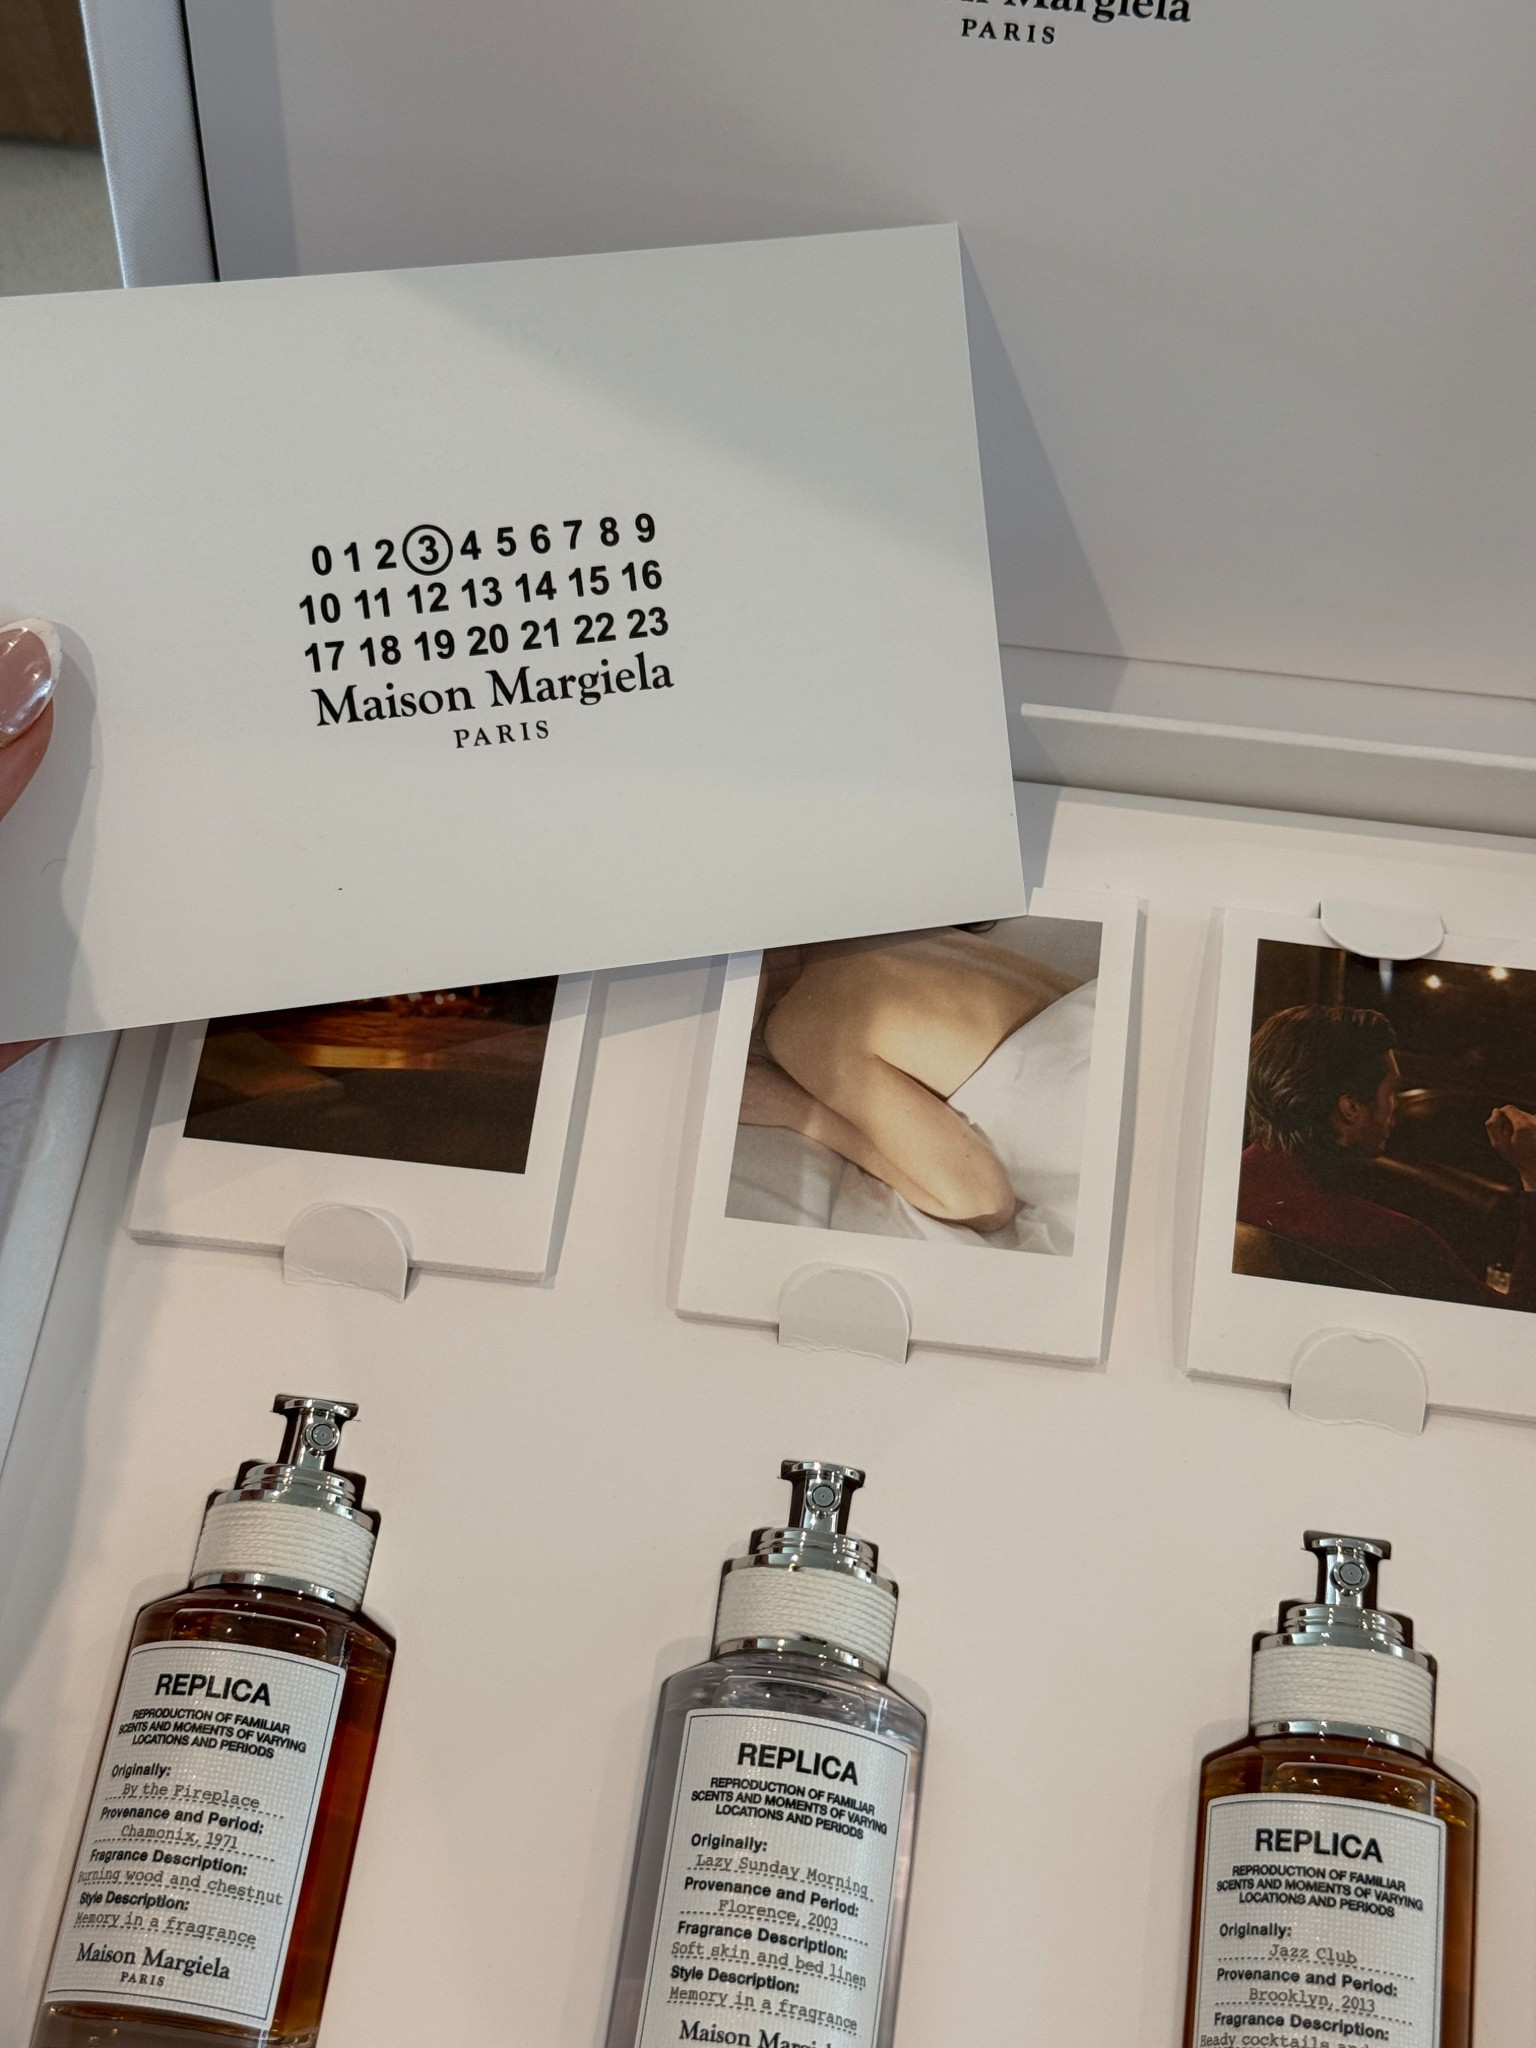 Margiela
PARIS
0 1 2 3 4 5 6 7 8 9
10 11 12 13 14 15 16
17 18 19 20 21 22 23
Maison Margiela
PARIS
REPLICA
REPRODUCTION OF FAMILIAR
SCENTS AND MOMENTS OF VARYING
LOCATIONS AND PERIODS
Originally:
By the Fireplace
Provenance and Period:
Chamonix, 1971
Fragrance Description:
Burning wood and chestnut
Style Description:
Memory in a fragrance
Maison Margiela
PARIS
REPLICA
REPRODUCTION OF FAMILIAR
SCENTS AND MOMENTS OF VARYING
LOCATIONS AND PERIODS
Originally:
Lazy Sunday Morning
Provenance and Period:
Florence, 2003
Fragrance Description:
Soft skin and bed linen
Style Description:
Memory in a fragrance
Maison
REPLICA
REPRODUCTION OF FAMILIAR
SCENTS AND MOMENTS OF VARYING
LOCATIONS AND PERIODS
Originally:
Jazz Club
Provenance and Period:
Brooklyn, 2013
Fragrance Description:
Heady cocktails and